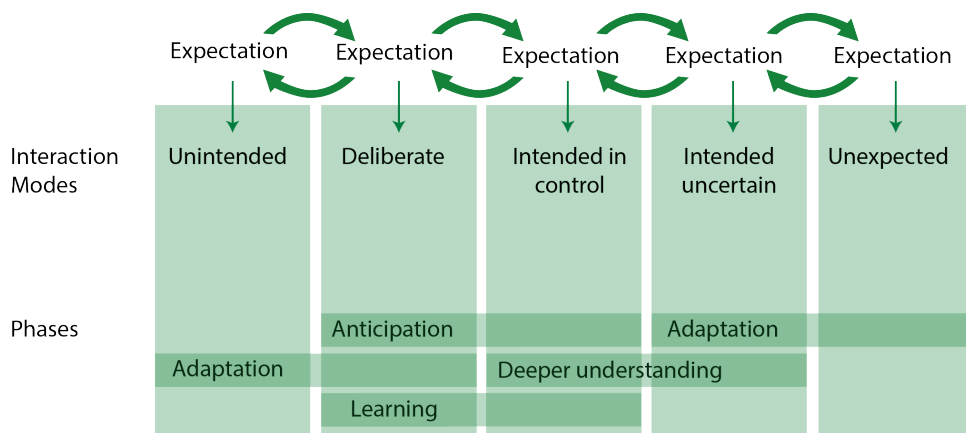 Expectation Expectation Expectation Expectation Expectation
Interaction Unintended Deliberate Intended in Intended Unexpected
Modes control uncertain
Phases Anticipation Adaptation
Adaptation Deeper understanding
Learning